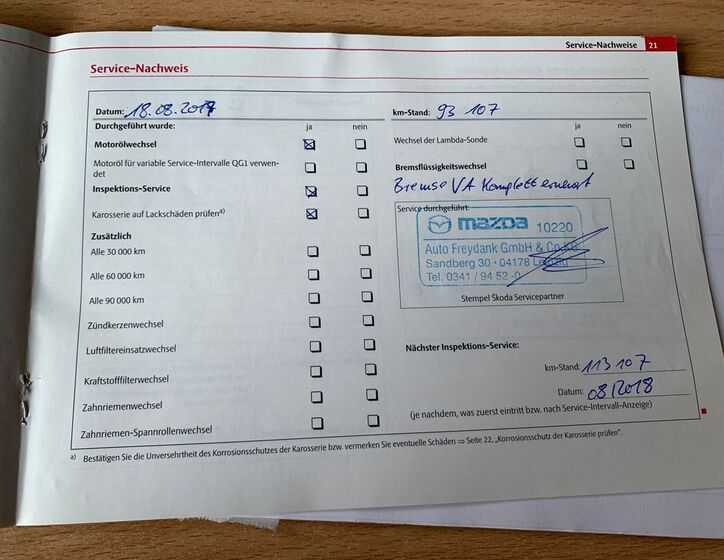 Service-Nachweise 21
Service-Nachweis
Datum: 18.08.2017 km-Stand: 93 107
Durchgeführt wurde: ja nein ja nein
Motorölwechsel Wechsel der Lambda-Sonde
Motoröl für variable Service-Intervalle QG1 verwen-
det
Bremsflüssigkeitswechsel
Inspektions-Service
Bremse VA Komplett erneuert
Karosserie auf Lackschäden prüfen a)
Service durchgeführt:
mazda 10220
Auto Freydank GmbH & Co.KG
Sandberg 30 · 04178 Leipzig
Tel. 0341 / 94 52 -0
Stempel Skoda Servicepartner
Zusätzlich
Alle 30 000 km
Alle 60 000 km
Alle 90 000 km
Zündkerzenwechsel
Luftfiltereinsatzwechsel
Kraftstofffilterwechsel
Zahnriemenwechsel
Zahnriemen-Spannrollenwechsel
Nächster Inspektions-Service:
km-Stand: 113 107
Datum: 08/2018
(je nachdem, was zuerst eintritt bzw. nach Service-Intervall-Anzeige)
a) Bestätigen Sie die Unversehrtheit des Korrosionsschutzes der Karosserie bzw. vermerken Sie eventuelle Schäden ⇒ Seite 22, „Korrosionsschutz der Karosserie prüfen“.